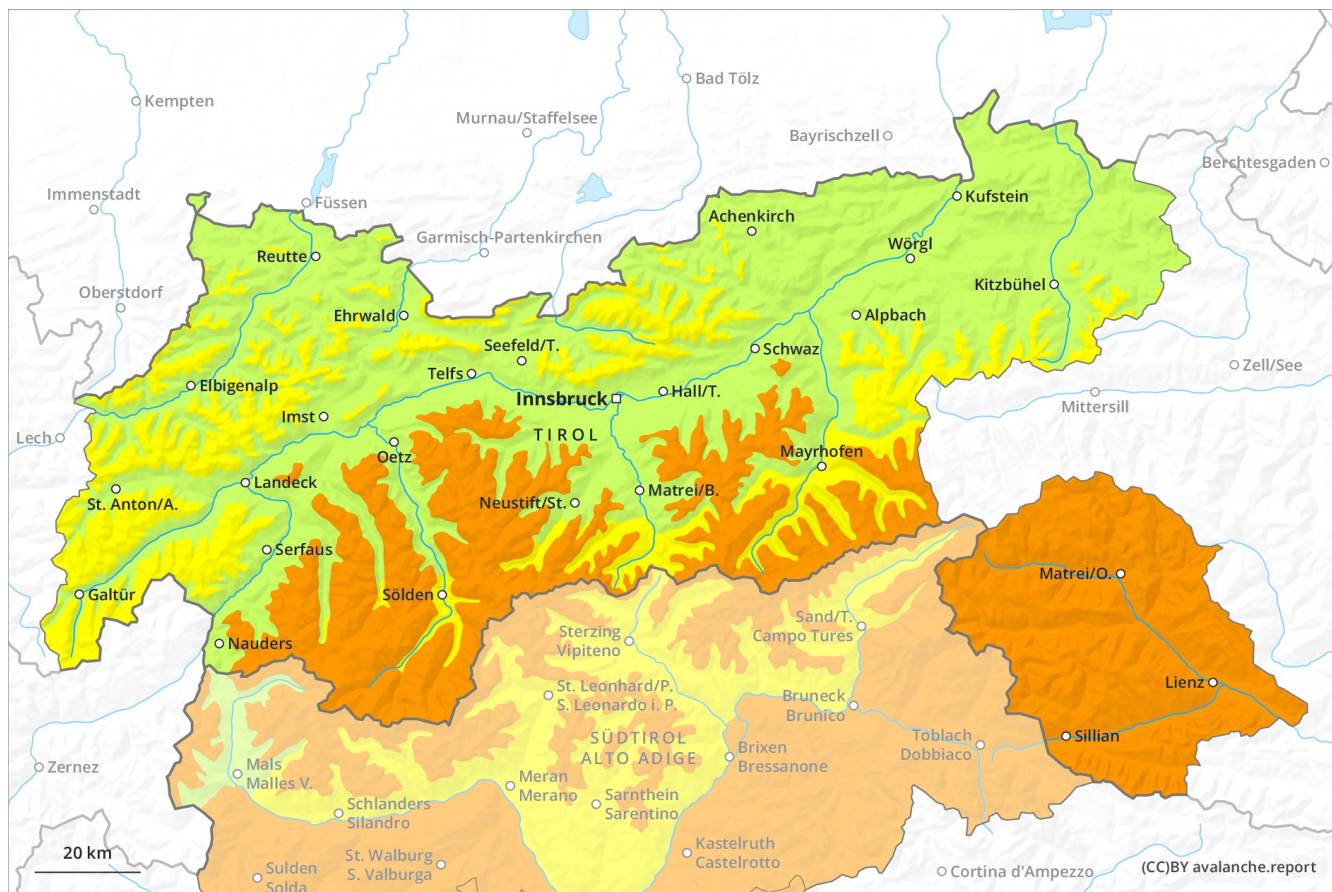 Kempten
Bad Tölz
Murnau/Staffelsee
Bayrischzell
Berchtesgaden
Immenstadt
Füssen
Kufstein
Achenkirch
Garmisch-Partenkirchen
Wörgl
Reutte
Kitzbühel
Oberstdorf
Ehrwald
Alpbach
Seefeld/T.
Schwaz
Zell/See
Telfs
Elbigenalp
Hall/T.
Innsbruck
Mittersill
Imst
Lech
TIROL
Oetz
Mayrhofen
Landeck
Matrei/B.
St. Anton/A.
Neustift/St.
Serfaus
Matrei/O.
Galtür
Sölden
Sand/T.
Campo Tures
Sterzing
Vipiteno
Nauders
Lienz
St. Leonhard/P.
S. Leonardo i. P.
Bruneck
Brunico
SÜDTIROL
ALTO ADIGE
Toblach
Dobbiaco
Sillian
Brixen
Bressanone
Zernez
Mals
Malles V.
Meran
Merano
Sarnthein
Sarentino
Schlanders
Silandro
20 km
Kastelruth
Castelrotto
St. Walburg
S. Valburga
Sulden
Solda
Cortina d'Ampezzo
(CC)BY avalanche.report